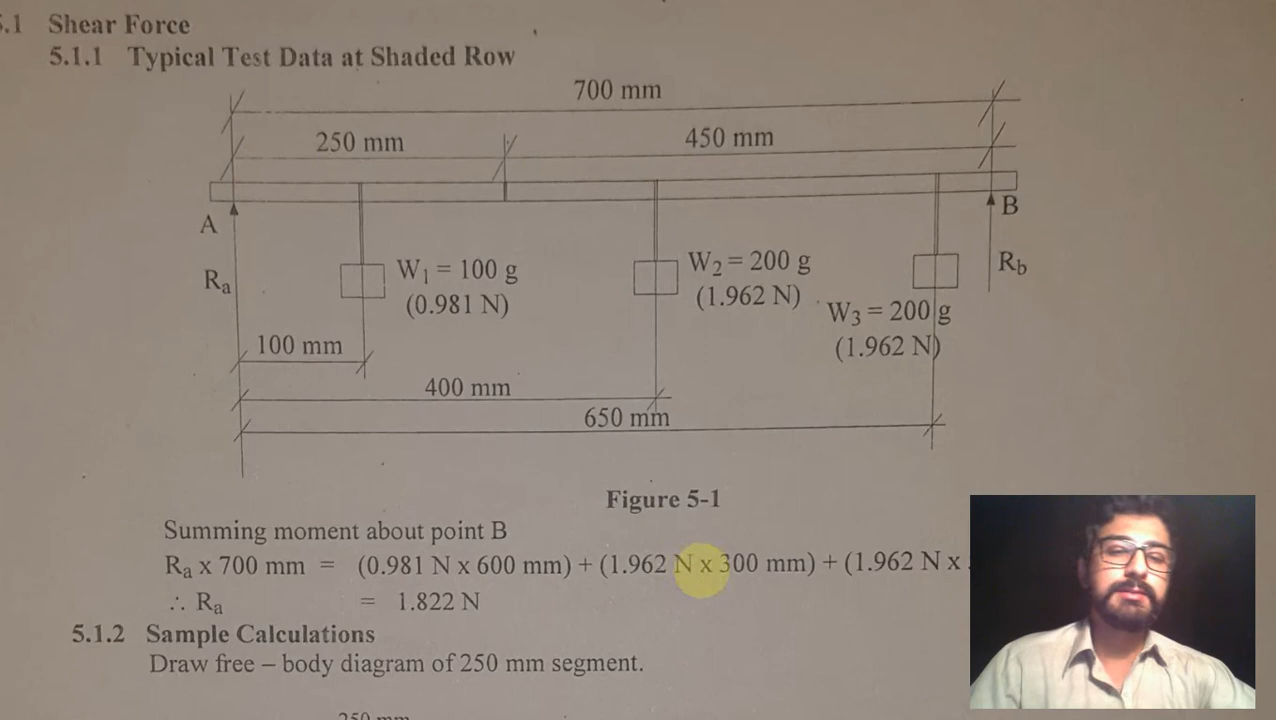 5.1 Shear Force
5.1.1 Typical Test Data at Shaded Row
700 mm
250 mm
450 mm
A
B
Ra
W1 = 100 g
(0.981 N)
W2 = 200 g
(1.962 N)
W3 = 200 g
(1.962 N)
Rb
100 mm
400 mm
650 mm
Figure 5-1
Summing moment about point B
Ra x 700 mm = (0.981 N x 600 mm) + (1.962 N x 300 mm) + (1.962 N x
∴ Ra = 1.822 N
5.1.2 Sample Calculations
Draw free – body diagram of 250 mm segment.
250 mm